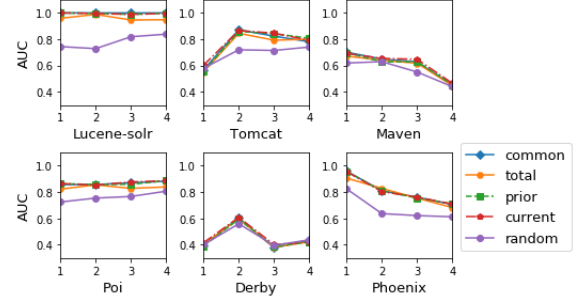 AUC
1.0
0.8
0.6
0.4
1 2 3 4
Lucene-solr
1.0
0.8
0.6
0.4
1 2 3 4
Tomcat
1.0
0.8
0.6
0.4
1 2 3 4
Maven
AUC
1.0
0.8
0.6
0.4
1 2 3 4
Poi
1.0
0.8
0.6
0.4
1 2 3 4
Derby
1.0
0.8
0.6
0.4
1 2 3 4
Phoenix
common
total
prior
current
random